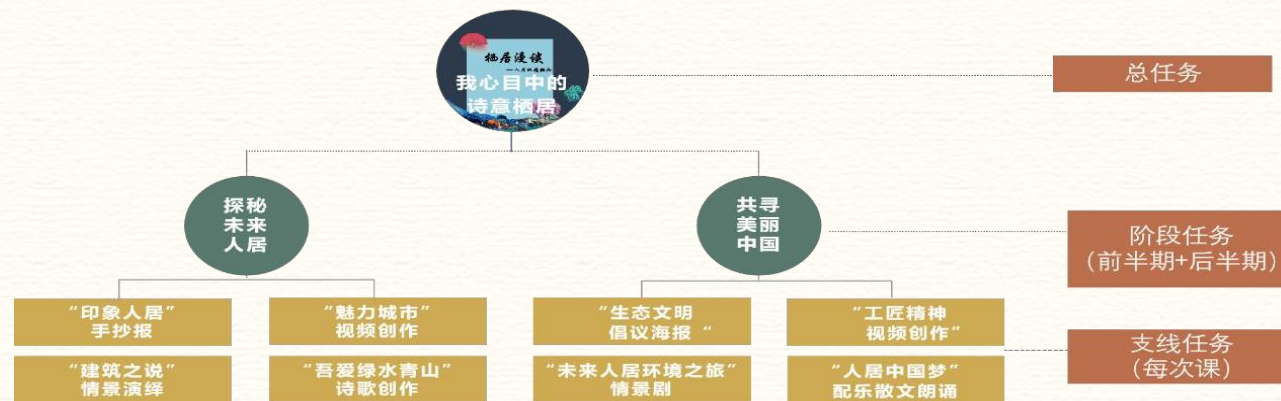 栖居漫谈
我心目中的
诗意栖居
总任务
探秘
未来
人居
共寻
美丽
中国
阶段任务
(前半期+后半期)
“印象人居”
手抄报
“魅力城市”
视频创作
“生态文明
倡议海报 “
“工匠精神
视频创作”
支线任务
(每次课)
“建筑之说”
情景演绎
“吾爱绿水青山”
诗歌创作
“未来人居环境之旅”
情景剧
“人居中国梦”
配乐散文朗诵